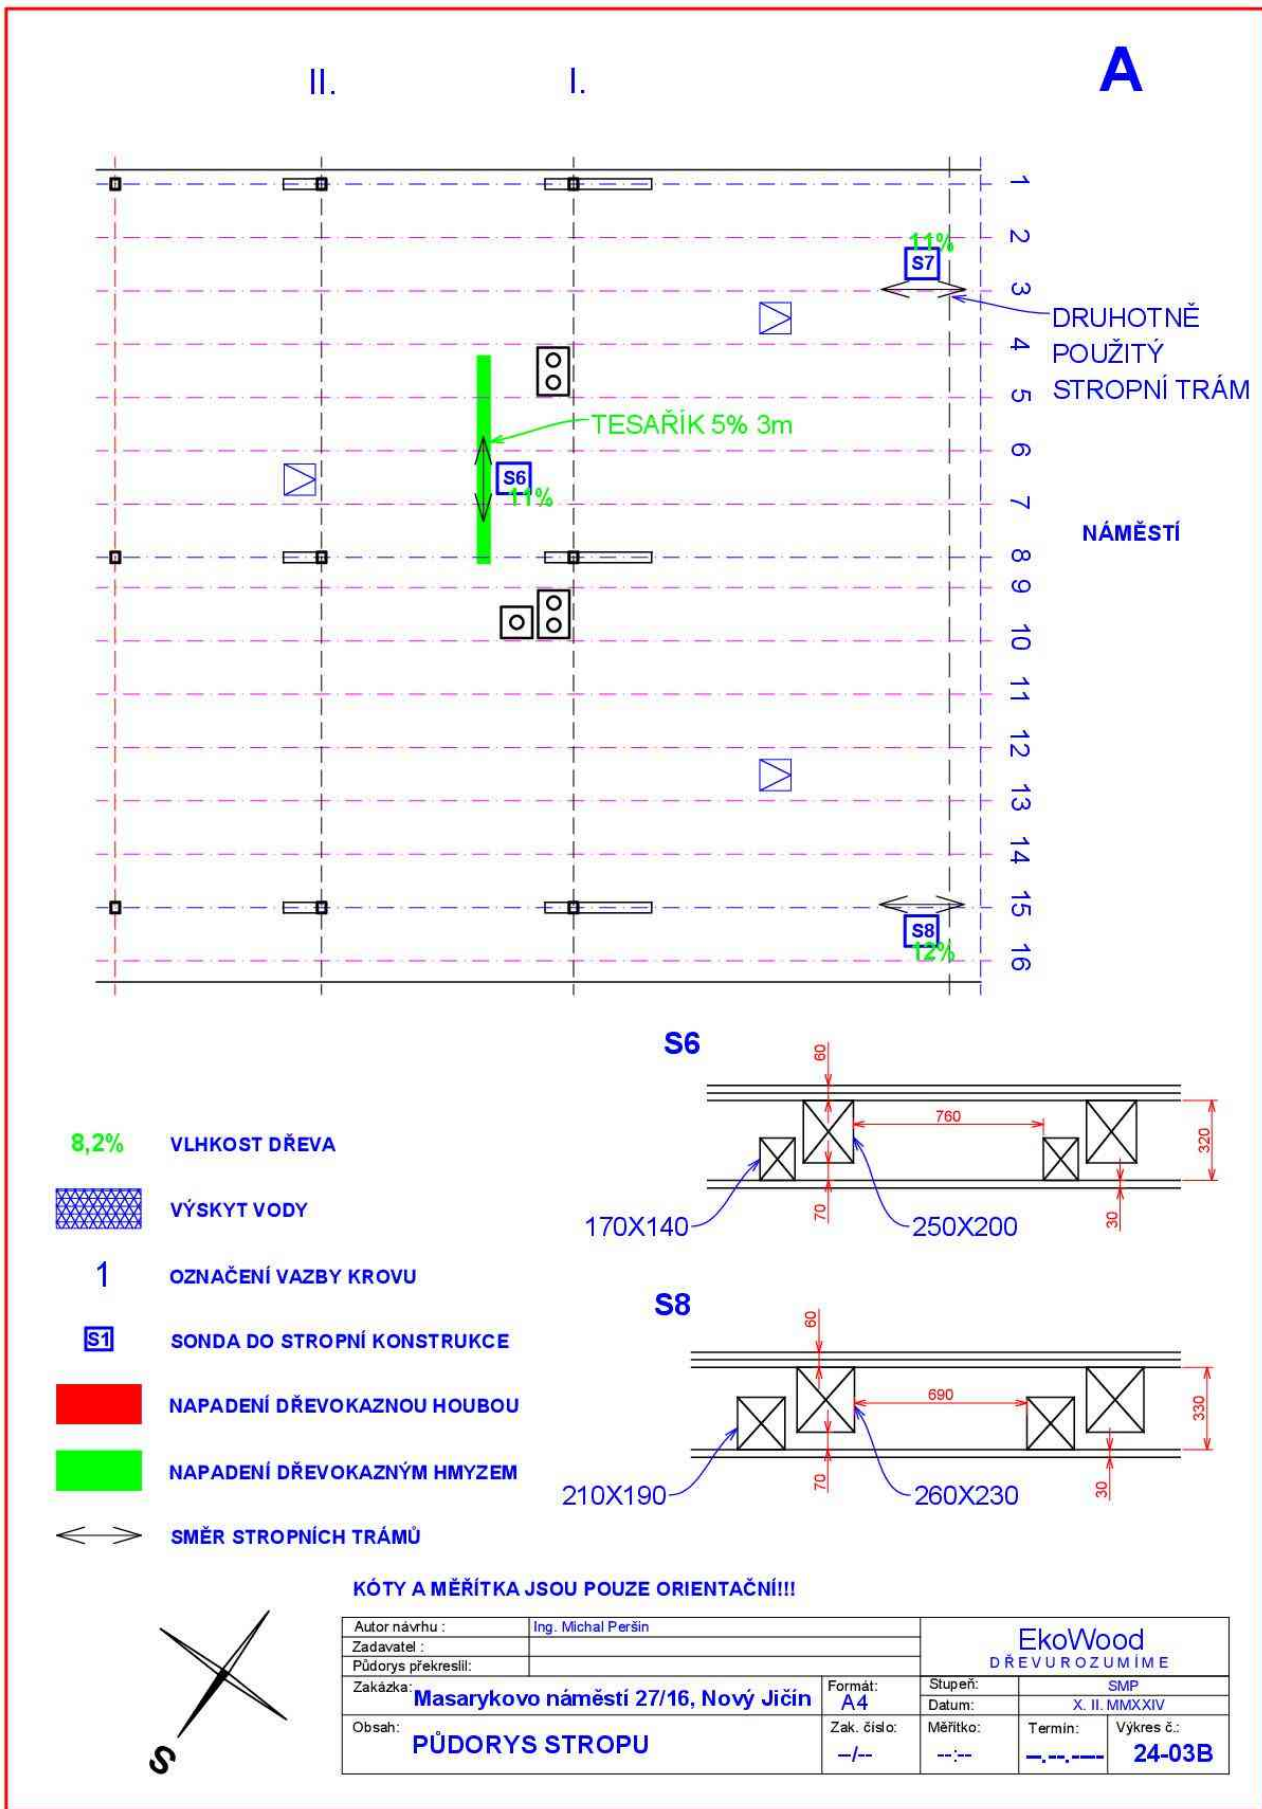 A
II.
I.
1
2
11%
S7
3
DRUHOTNĚ
POUŽITÝ
STROPNÍ TRÁM
4
5
TESAŘÍK 5% 3m
6
S6
11%
7
NÁMĚSTÍ
8
9
10
11
12
13
14
15
S8
12%
16
S6
60
760
320
70
30
170X140
250X200
S8
60
690
330
70
30
210X190
260X230
8,2% VLHKOST DŘEVA
VÝSKYT VODY
1 OZNAČENÍ VAZBY KROVU
S1 SONDA DO STROPNÍ KONSTRUKCE
NAPADENÍ DŘEVOKAZNOU HOUBOU
NAPADENÍ DŘEVOKAZNÝM HMYZEM
SMĚR STROPNÍCH TRÁMŮ
KÓTY A MĚŘÍTKA JSOU POUZE ORIENTAČNÍ!!!
S
Autor návrhu : Ing. Michal Peršin
Zadavatel :
Půdorys překreslil:
EkoWood
DŘEVUROZUMÍME
Zakázka: Masarykovo náměstí 27/16, Nový Jičín
Formát: A4
Stupeň: SMP
Datum: X. II. MMXXIV
Obsah: PŮDORYS STROPU
Zak. číslo: --/--
Měřítko: --:--
Termín: --.--.----
Výkres č.: 24-03B